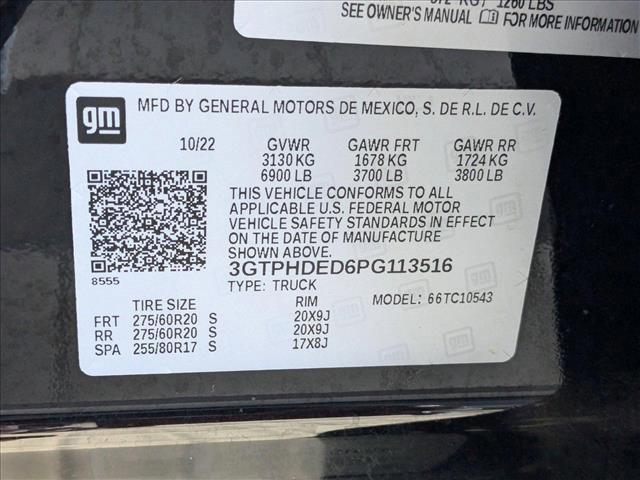 1260 LBS
SEE OWNER'S MANUAL FOR MORE INFORMATION
gm
MFD BY GENERAL MOTORS DE MEXICO, S. DE R.L. DE C.V.
10/22 GVWR GAWR FRT GAWR RR
3130 KG 1678 KG 1724 KG
6900 LB 3700 LB 3800 LB
THIS VEHICLE CONFORMS TO ALL
APPLICABLE U.S. FEDERAL MOTOR
VEHICLE SAFETY STANDARDS IN EFFECT
ON THE DATE OF MANUFACTURE
SHOWN ABOVE.
8555
3GTPHDED6PG113516
TYPE: TRUCK MODEL: 66TC10543
TIRE SIZE RIM
FRT 275/60R20 S 20X9J
RR 275/60R20 S 20X9J
SPA 255/80R17 S 17X8J